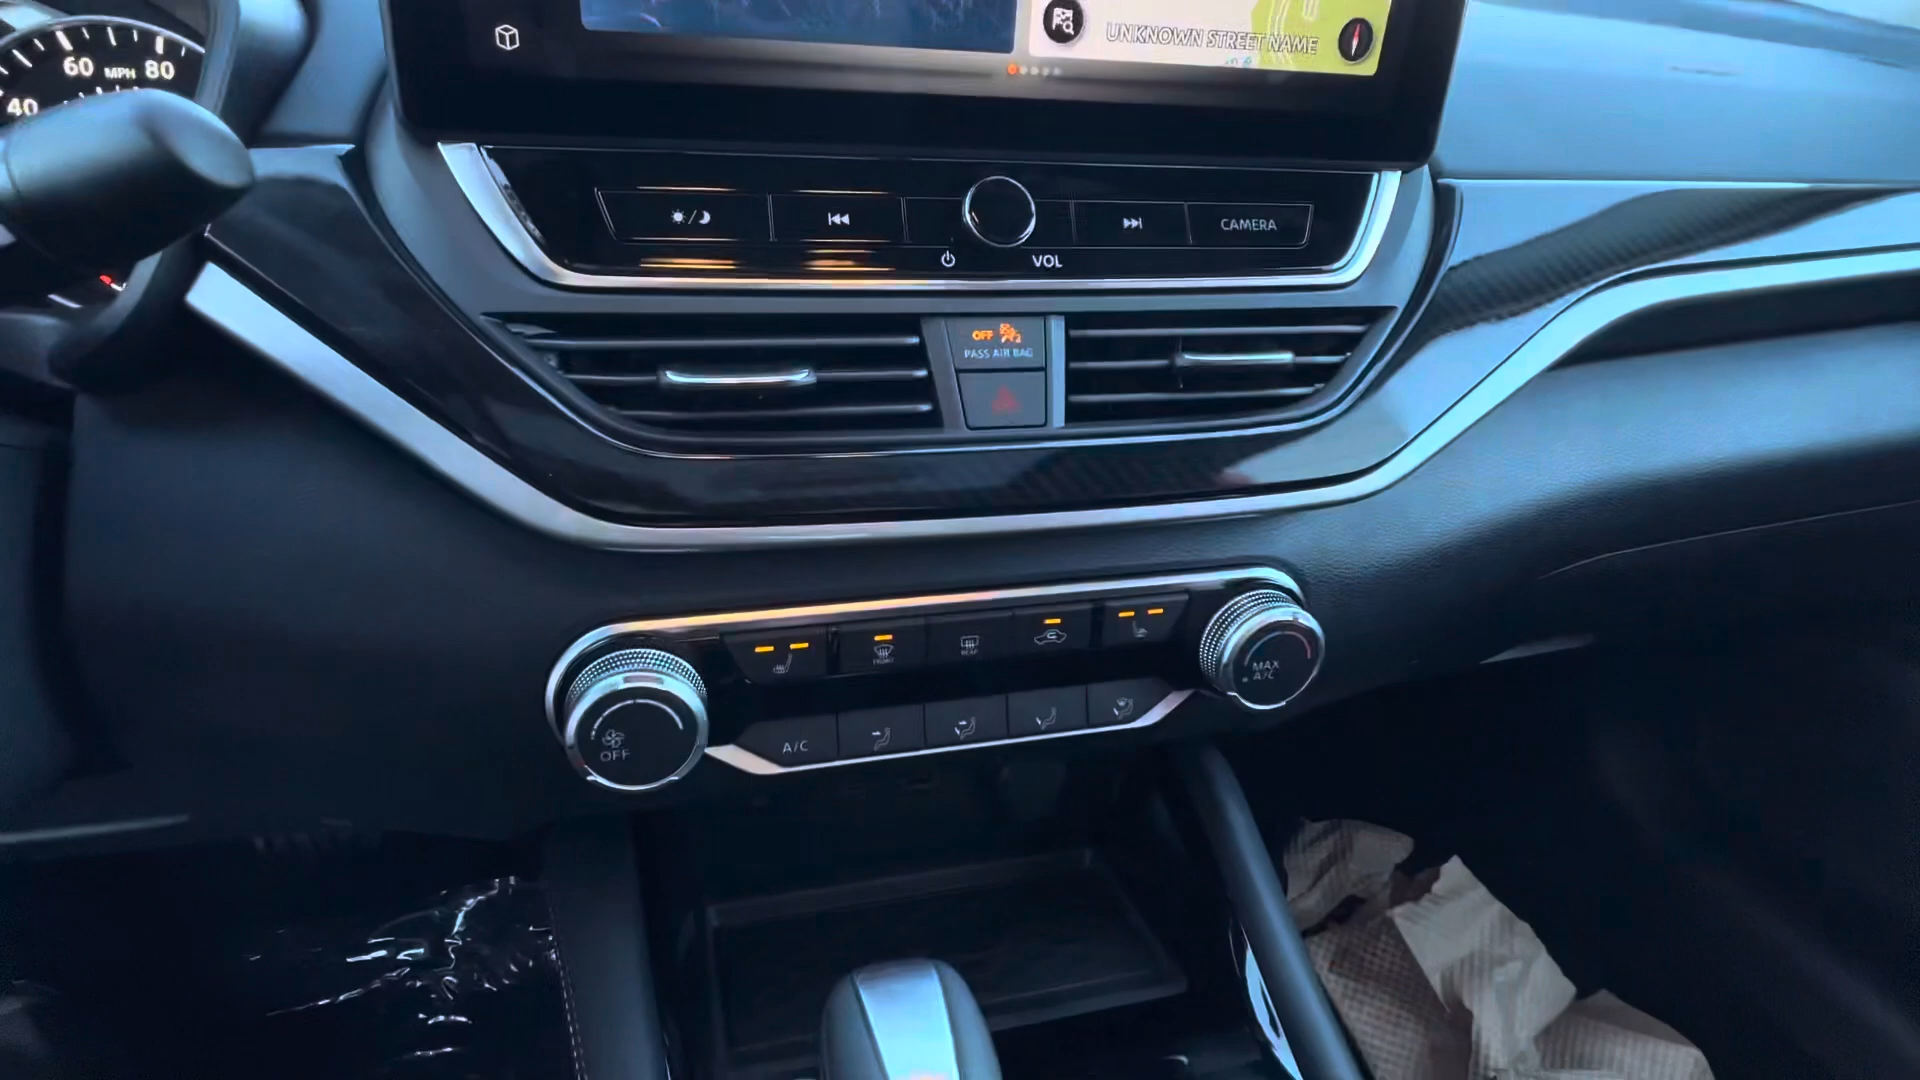 60 MPH 80
40
UNKNOWN STREET NAME
CAMERA
VOL
OFF
PASS AIR BAG
FRONT
REAR
MAX
A/C
A/C
OFF